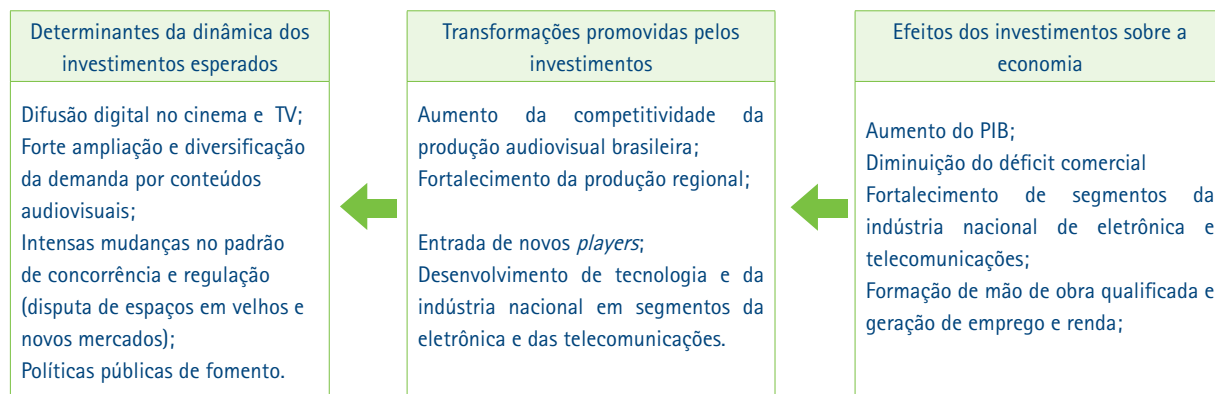 Determinantes da dinâmica dos
investimentos esperados
Difusão digital no cinema e TV;
Forte ampliação e diversificação
da demanda por conteúdos
audiovisuais;
Intensas mudanças no padrão
de concorrência e regulação
(disputa de espaços em velhos e
novos mercados);
Políticas públicas de fomento.
Transformações promovidas pelos
investimentos
Aumento da competitividade da
produção audiovisual brasileira;
Fortalecimento da produção regional;
Entrada de novos players;
Desenvolvimento de tecnologia e da
indústria nacional em segmentos da
eletrônica e das telecomunicações.
Efeitos dos investimentos sobre a
economia
Aumento do PIB;
Diminuição do déficit comercial
Fortalecimento de segmentos da
indústria nacional de eletrônica e
telecomunicações;
Formação de mão de obra qualificada e
geração de emprego e renda;